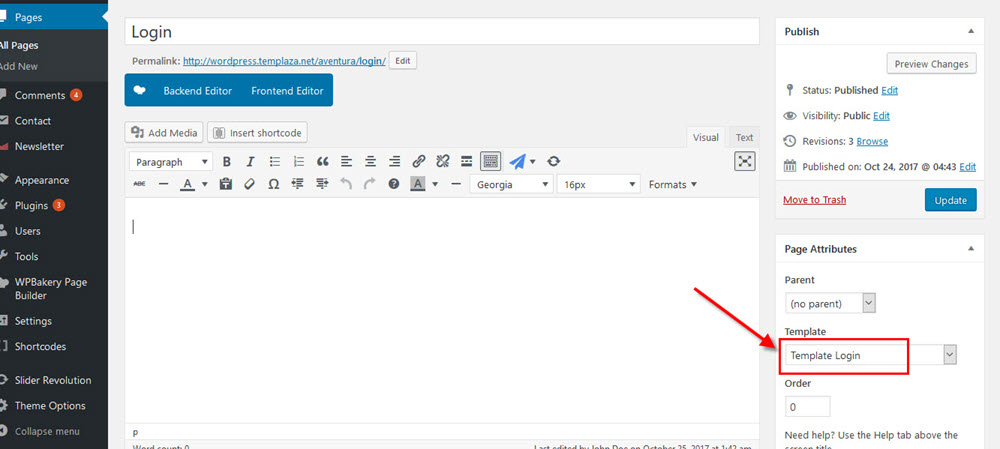 Pages
All Pages
Add New
Comments 4
Contact
Newsletter
Appearance
Plugins 3
Users
Tools
WPBakery Page
Builder
Settings
Shortcodes
Slider Revolution
Theme Options
Collapse menu
Login
Permalink: http://wordpress.templaza.net/aventura/login/ Edit
Backend Editor Frontend Editor
Add Media Insert shortcode
Visual Text
Paragraph B I
ABC A A Georgia 16px Formats
p
Word count: 0 Last edited by John Doe on October 25, 2017 at 1:42 am
Publish
Preview Changes
Status: Published Edit
Visibility: Public Edit
Revisions: 3 Browse
Published on: Oct 24, 2017 @ 04:43 Edit
Move to Trash Update
Page Attributes
Parent
(no parent)
Template
Template Login
Order
0
Need help? Use the Help tab above the
screen title.